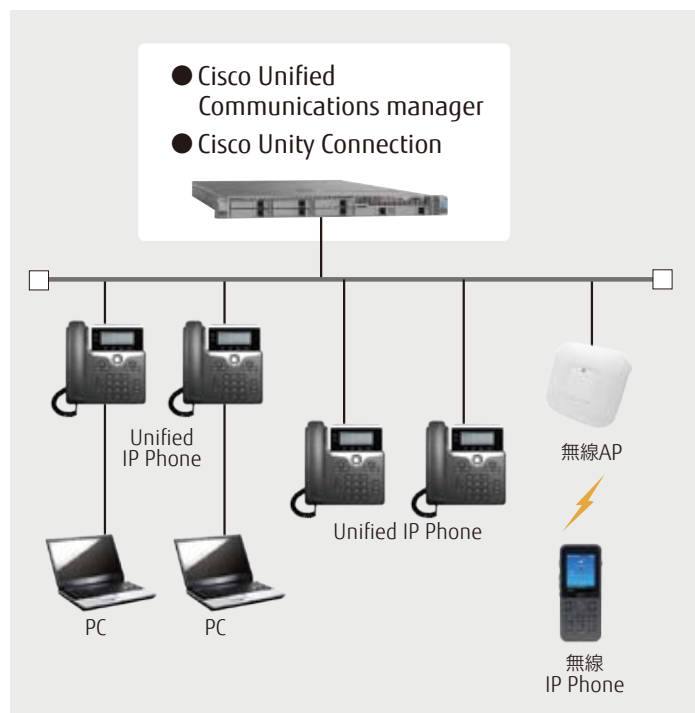 ● Cisco Unified
Communications manager
● Cisco Unity Connection
Unified
IP Phone
Unified IP Phone
無線AP
PC
PC
無線
IP Phone